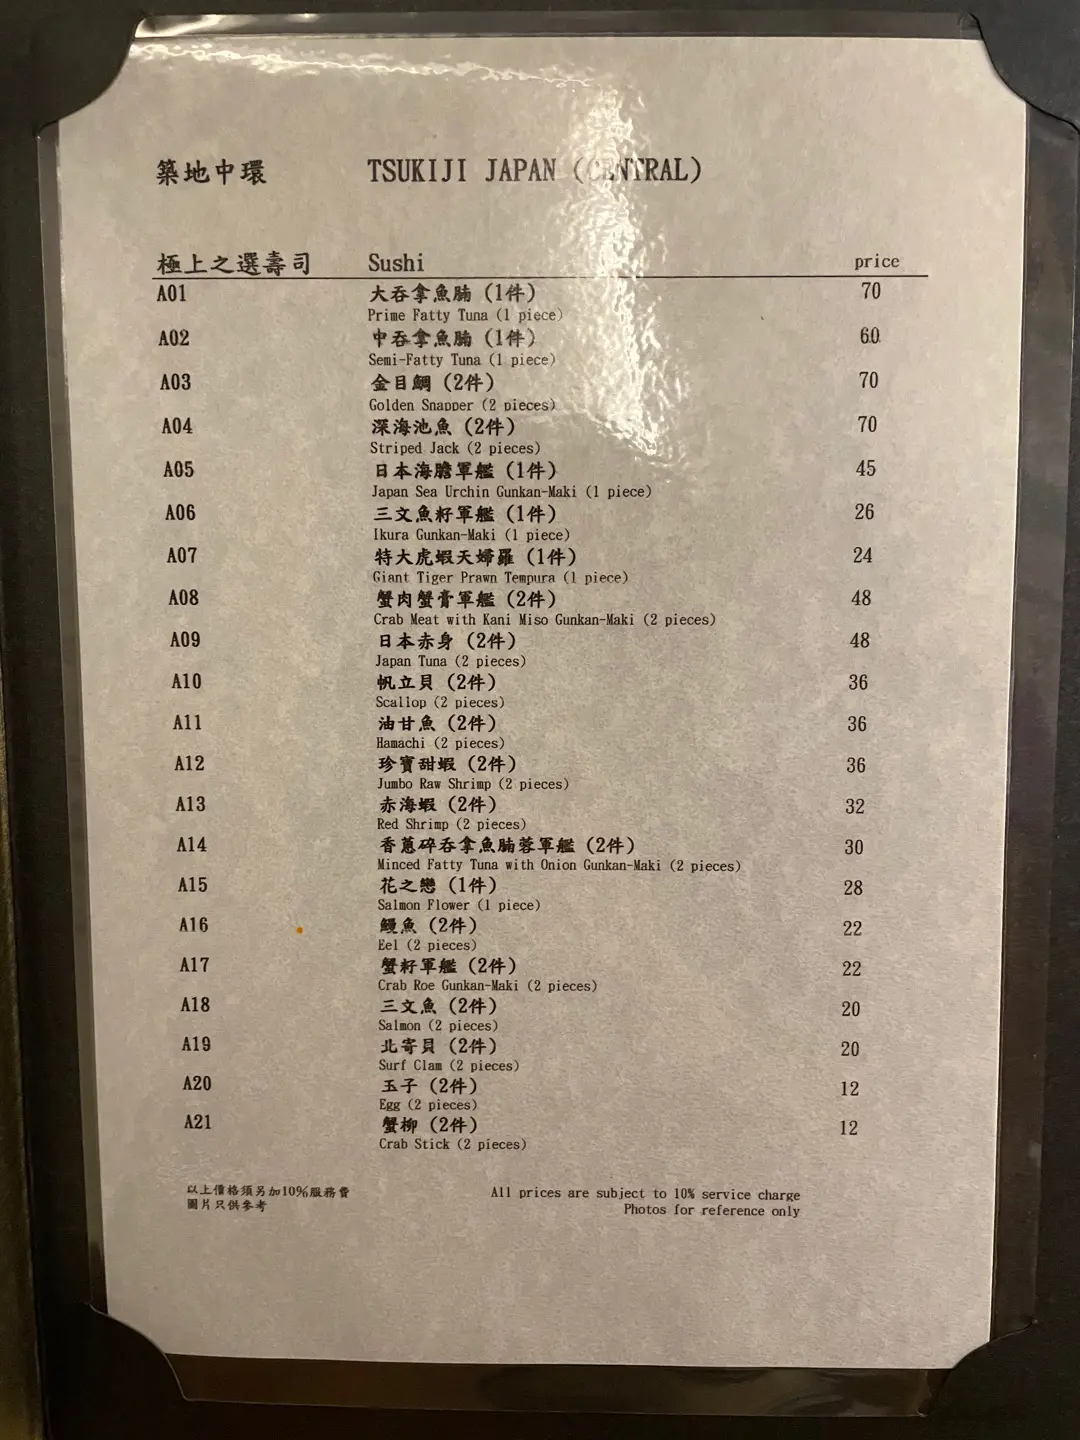 築地中環 TSUKIJI JAPAN (CENTRAL)
極上之選壽司 Sushi price
A01 大吞拿魚腩 (1件) 70
Prime Fatty Tuna (1 piece)
A02 中吞拿魚腩 (1件) 60
Semi-Fatty Tuna (1 piece)
A03 金目鯛 (2件) 70
Golden Snapper (2 pieces)
A04 深海池魚 (2件) 70
Striped Jack (2 pieces)
A05 日本海膽軍艦 (1件) 45
Japan Sea Urchin Gunkan-Maki (1 piece)
A06 三文魚籽軍艦 (1件) 26
Ikura Gunkan-Maki (1 piece)
A07 特大虎蝦天婦羅 (1件) 24
Giant Tiger Prawn Tempura (1 piece)
A08 蟹肉蟹膏軍艦 (2件) 48
Crab Meat with Kani Miso Gunkan-Maki (2 pieces)
A09 日本赤身 (2件) 48
Japan Tuna (2 pieces)
A10 帆立貝 (2件) 36
Scallop (2 pieces)
A11 油甘魚 (2件) 36
Hamachi (2 pieces)
A12 珍寶甜蝦 (2件) 36
Jumbo Raw Shrimp (2 pieces)
A13 赤海蝦 (2件) 32
Red Shrimp (2 pieces)
A14 香蔥碎吞拿魚腩蓉軍艦 (2件) 30
Minced Fatty Tuna with Onion Gunkan-Maki (2 pieces)
A15 花之戀 (1件) 28
Salmon Flower (1 piece)
A16 鰻魚 (2件) 22
Eel (2 pieces)
A17 蟹籽軍艦 (2件) 22
Crab Roe Gunkan-Maki (2 pieces)
A18 三文魚 (2件) 20
Salmon (2 pieces)
A19 北寄貝 (2件) 20
Surf Clam (2 pieces)
A20 玉子 (2件) 12
Egg (2 pieces)
A21 蟹柳 (2件) 12
Crab Stick (2 pieces)
以上價格須另加10%服務費 All prices are subject to 10% service charge
圖片只供參考 Photos for reference only